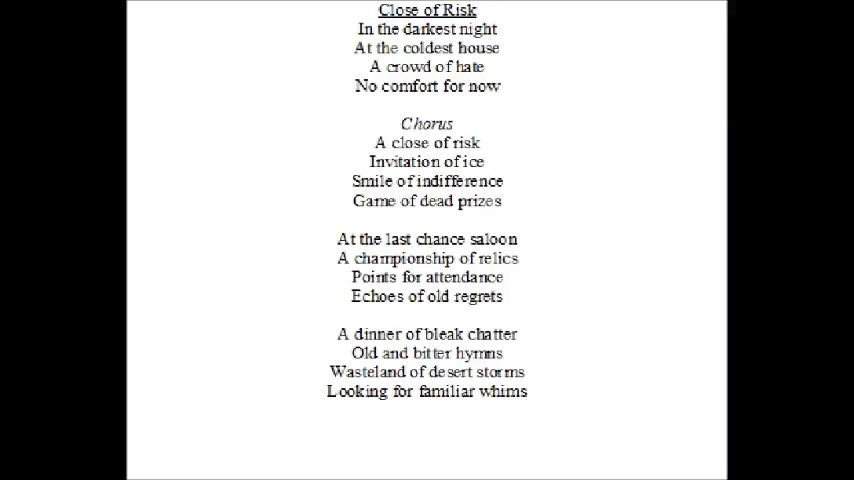 Close of Risk
In the darkest night
At the coldest house
A crowd of hate
No comfort for now
Chorus
A close of risk
Invitation of ice
Smile of indifference
Game of dead prizes
At the last chance saloon
A championship of relics
Points for attendance
Echoes of old regrets
A dinner of bleak chatter
Old and bitter hymns
Wasteland of desert storms
Looking for familiar whims